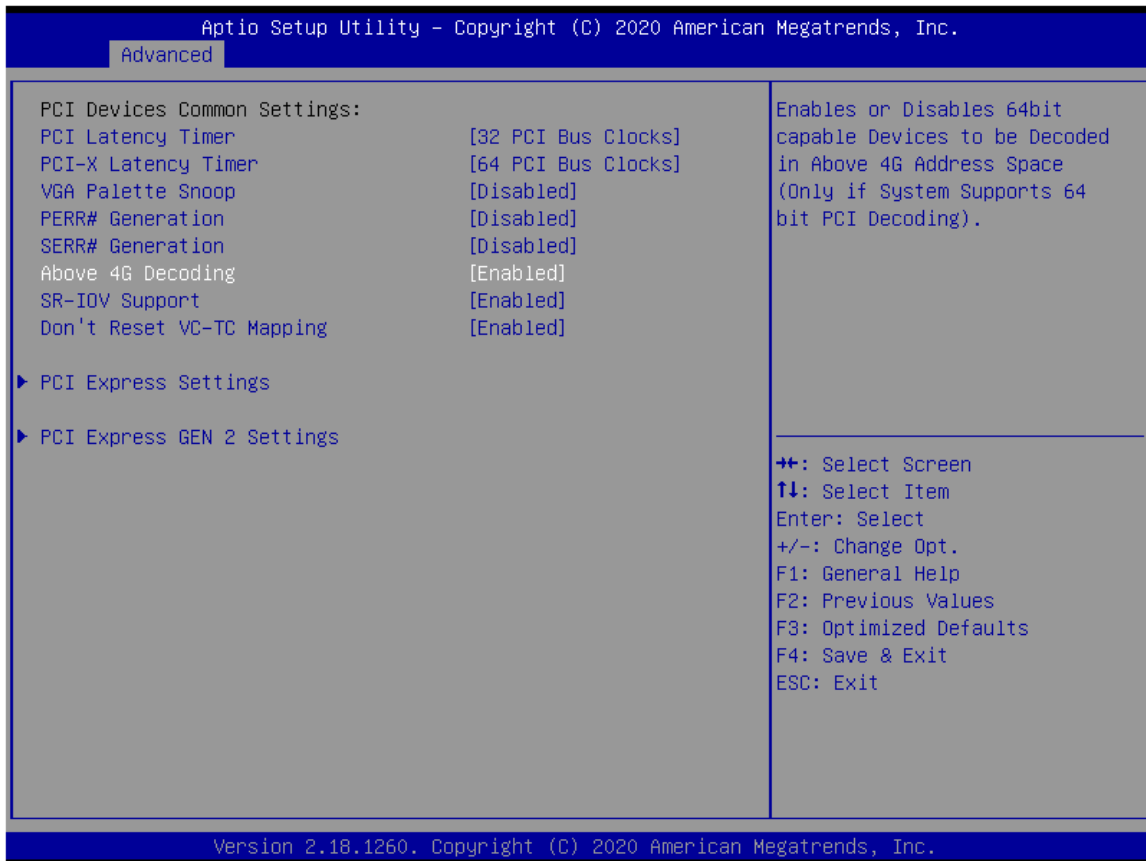 Aptio Setup Utility – Copyright (C) 2020 American Megatrends, Inc.
Advanced
PCI Devices Common Settings:
PCI Latency Timer [32 PCI Bus Clocks]
PCI-X Latency Timer [64 PCI Bus Clocks]
VGA Palette Snoop [Disabled]
PERR# Generation [Disabled]
SERR# Generation [Disabled]
Above 4G Decoding [Enabled]
SR-IOV Support [Enabled]
Don't Reset VC-TC Mapping [Enabled]
▶ PCI Express Settings
▶ PCI Express GEN 2 Settings
Enables or Disables 64bit
capable Devices to be Decoded
in Above 4G Address Space
(Only if System Supports 64
bit PCI Decoding).
→←: Select Screen
↑↓: Select Item
Enter: Select
+/-: Change Opt.
F1: General Help
F2: Previous Values
F3: Optimized Defaults
F4: Save & Exit
ESC: Exit
Version 2.18.1260. Copyright (C) 2020 American Megatrends, Inc.